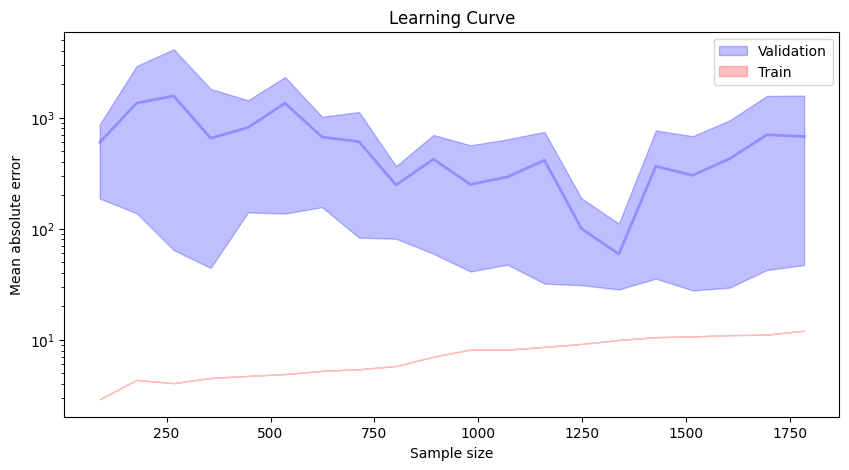 Learning Curve
Validation
Train
Mean absolute error
10³
10²
10¹
250 500 750 1000 1250 1500 1750
Sample size